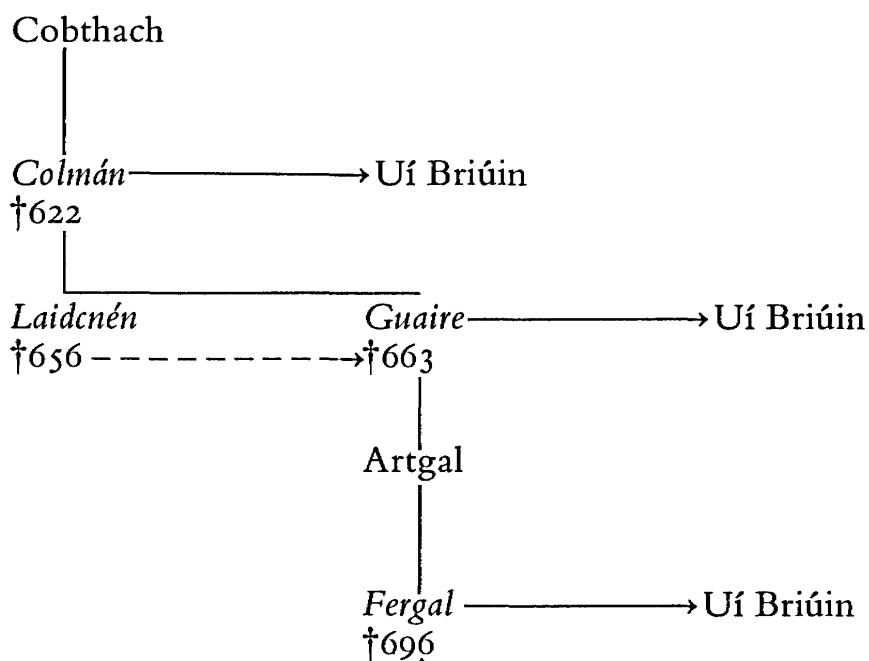 Cobthach
Colmán Uí Briúin
†622
Laidcnén Guaire Uí Briúin
†656 †663
Artgal
Fergal Uí Briúin
†696